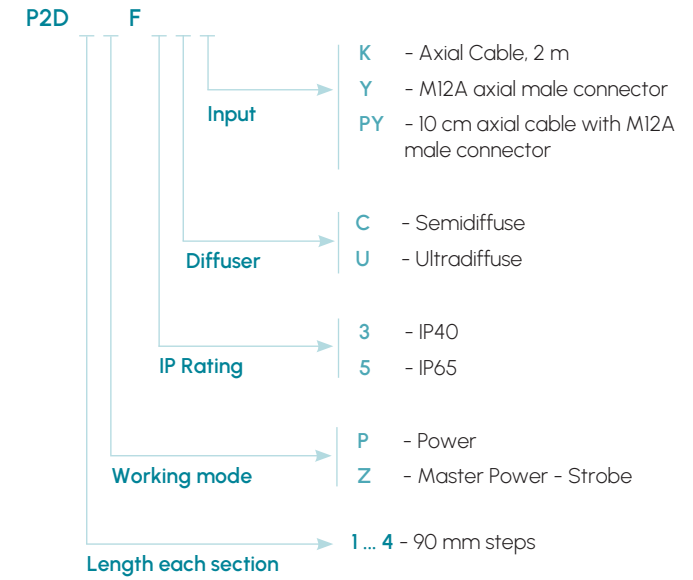 P2D F
K - Axial Cable, 2 m
Y - M12A axial male connector
Input
PY - 10 cm axial cable with M12A
male connector
C - Semidiffuse
Diffuser
U - Ultradiffuse
3 - IP40
IP Rating
5 - IP65
P - Power
Working mode
Z - Master Power - Strobe
1 ... 4 - 90 mm steps
Length each section